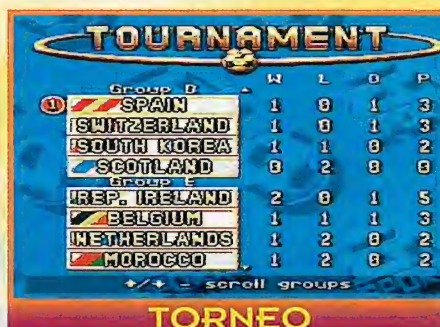 TOURNAMENT
W L D P
Group D
1 SPAIN 1 0 1 3
SWITZERLAND 1 0 1 3
SOUTH KOREA 1 1 0 2
SCOTLAND 0 2 0 0
Group E
REP. IRELAND 2 0 1 5
BELGIUM 1 1 1 3
NETHERLANDS 1 2 0 2
MOROCCO 1 2 0 2
↑/↓ - scroll groups
TORNEO